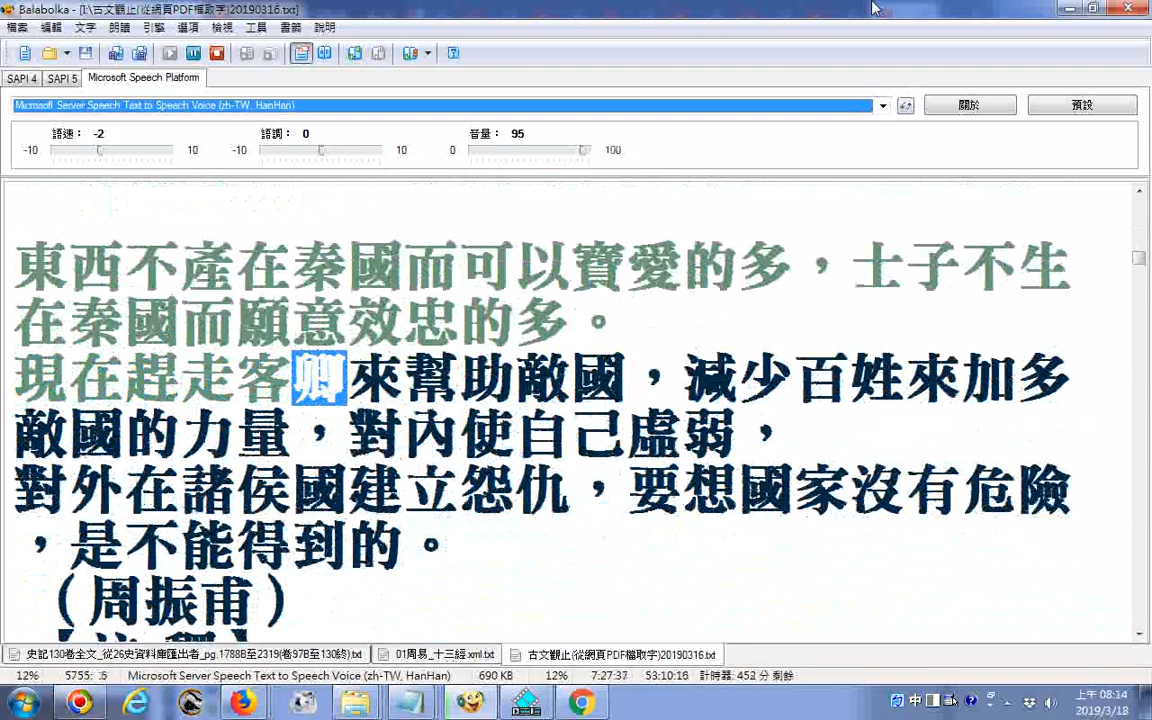 Balabolka - [I:\古文觀止(從網頁PDF檔取字)20190316.txt]
檔案 編輯 文字 朗讀 引擎 選項 檢視 工具 書籤 說明
SAPI 4 SAPI 5 Microsoft Speech Platform
Microsoft Server Speech Text to Speech Voice (zh-TW, HanHan) 關於 預設
語速： -2 語調： 0 音量： 95
-10 10 -10 10 0 100
東西不產在秦國而可以寶愛的多，士子不生
在秦國而願意效忠的多。
現在趕走客卿來幫助敵國，減少百姓來加多
敵國的力量，對內使自己虛弱，
對外在諸侯國建立怨仇，要想國家沒有危險
，是不能得到的。
（周振甫）
史記130卷全文_從26史資料庫匯出者_pg.1788B至2319(卷97B至130終).txt 01周易_十三經.xml.txt 古文觀止(從網頁PDF檔取字)20190316.txt
12% Microsoft Server Speech Text to Speech Voice (zh-TW, HanHan) 690 KB 12% 7:27:37 53:10:16 計時器: 452 分 剩餘
中 上午 08:14
2019/3/18